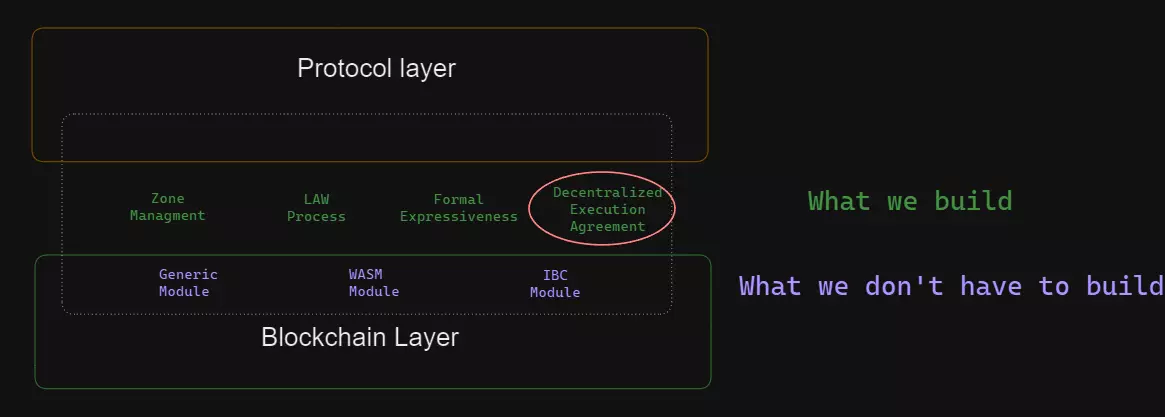 Protocol layer
Zone
Managment
LAW
Process
Formal
Expressiveness
Decentralized
Execution
Agreement
What we build
Generic
Module
WASM
Module
IBC
Module
What we don't have to build
Blockchain Layer